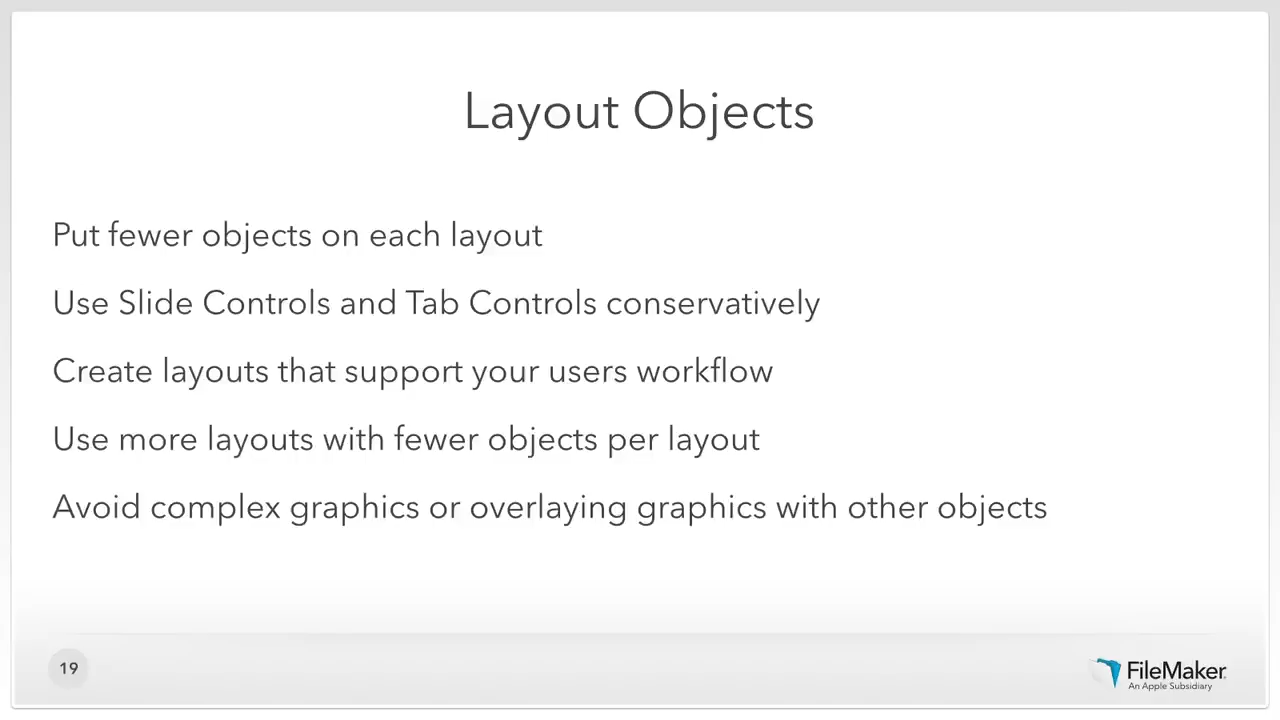 Layout Objects
Put fewer objects on each layout
Use Slide Controls and Tab Controls conservatively
Create layouts that support your users workflow
Use more layouts with fewer objects per layout
Avoid complex graphics or overlaying graphics with other objects
19
FileMaker
An Apple Subsidiary